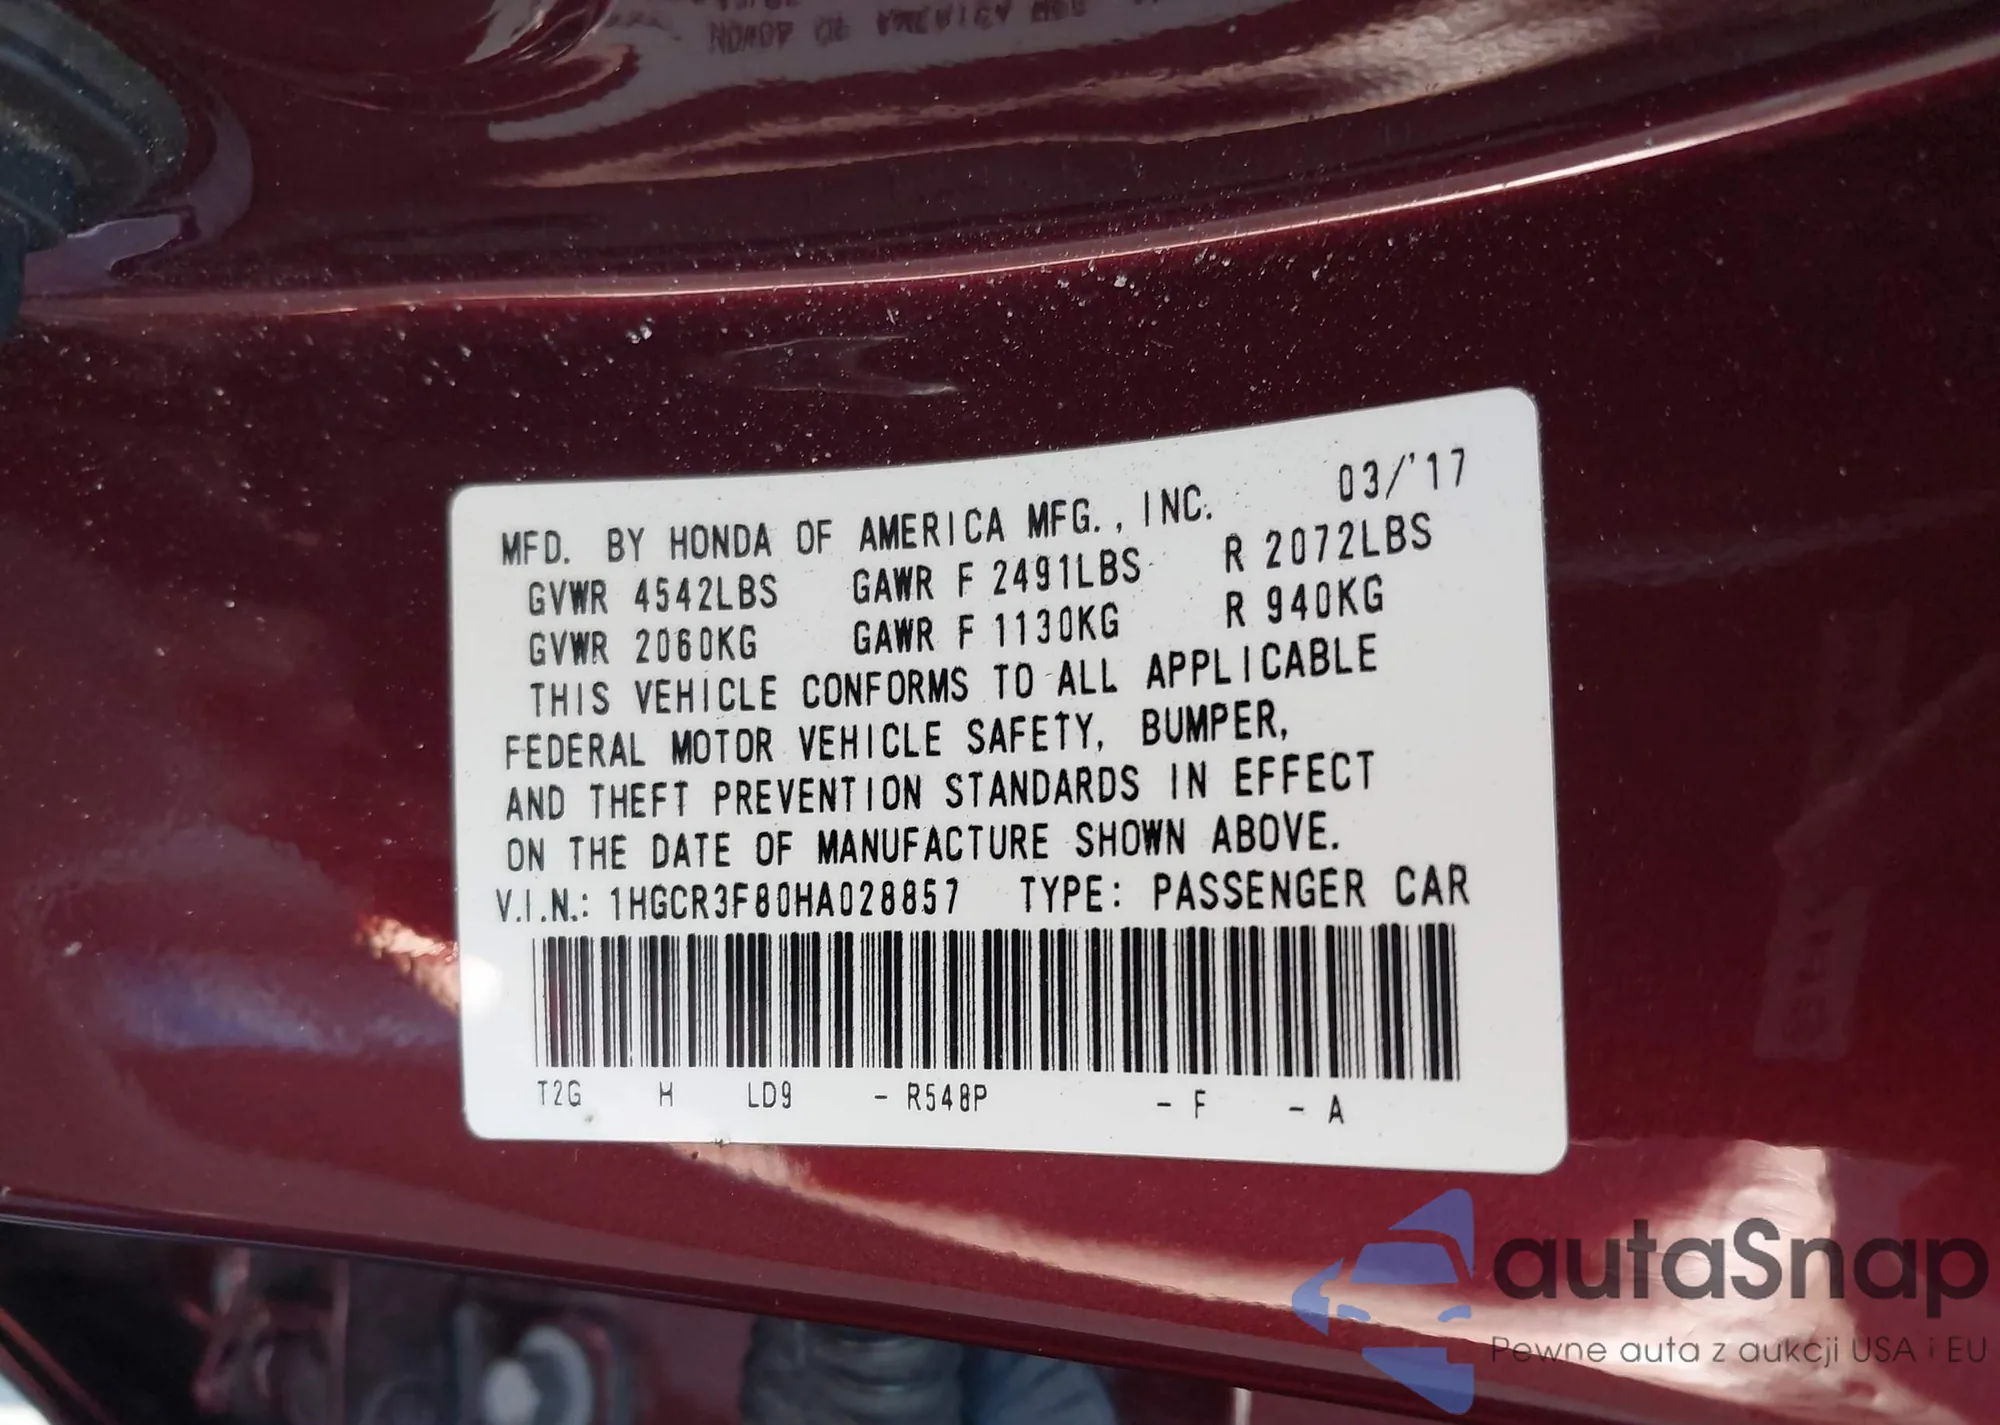 MFD. BY HONDA OF AMERICA MFG., INC. 03/'17
GVWR 4542LBS GAWR F 2491LBS R 2072LBS
GVWR 2060KG GAWR F 1130KG R 940KG
THIS VEHICLE CONFORMS TO ALL APPLICABLE
FEDERAL MOTOR VEHICLE SAFETY, BUMPER,
AND THEFT PREVENTION STANDARDS IN EFFECT
ON THE DATE OF MANUFACTURE SHOWN ABOVE.
V.I.N.: 1HGCR3F80HA028857 TYPE: PASSENGER CAR
T2G H LD9 - R548P - F - A
autaSnap
Pewne auta z aukcji USA i EU